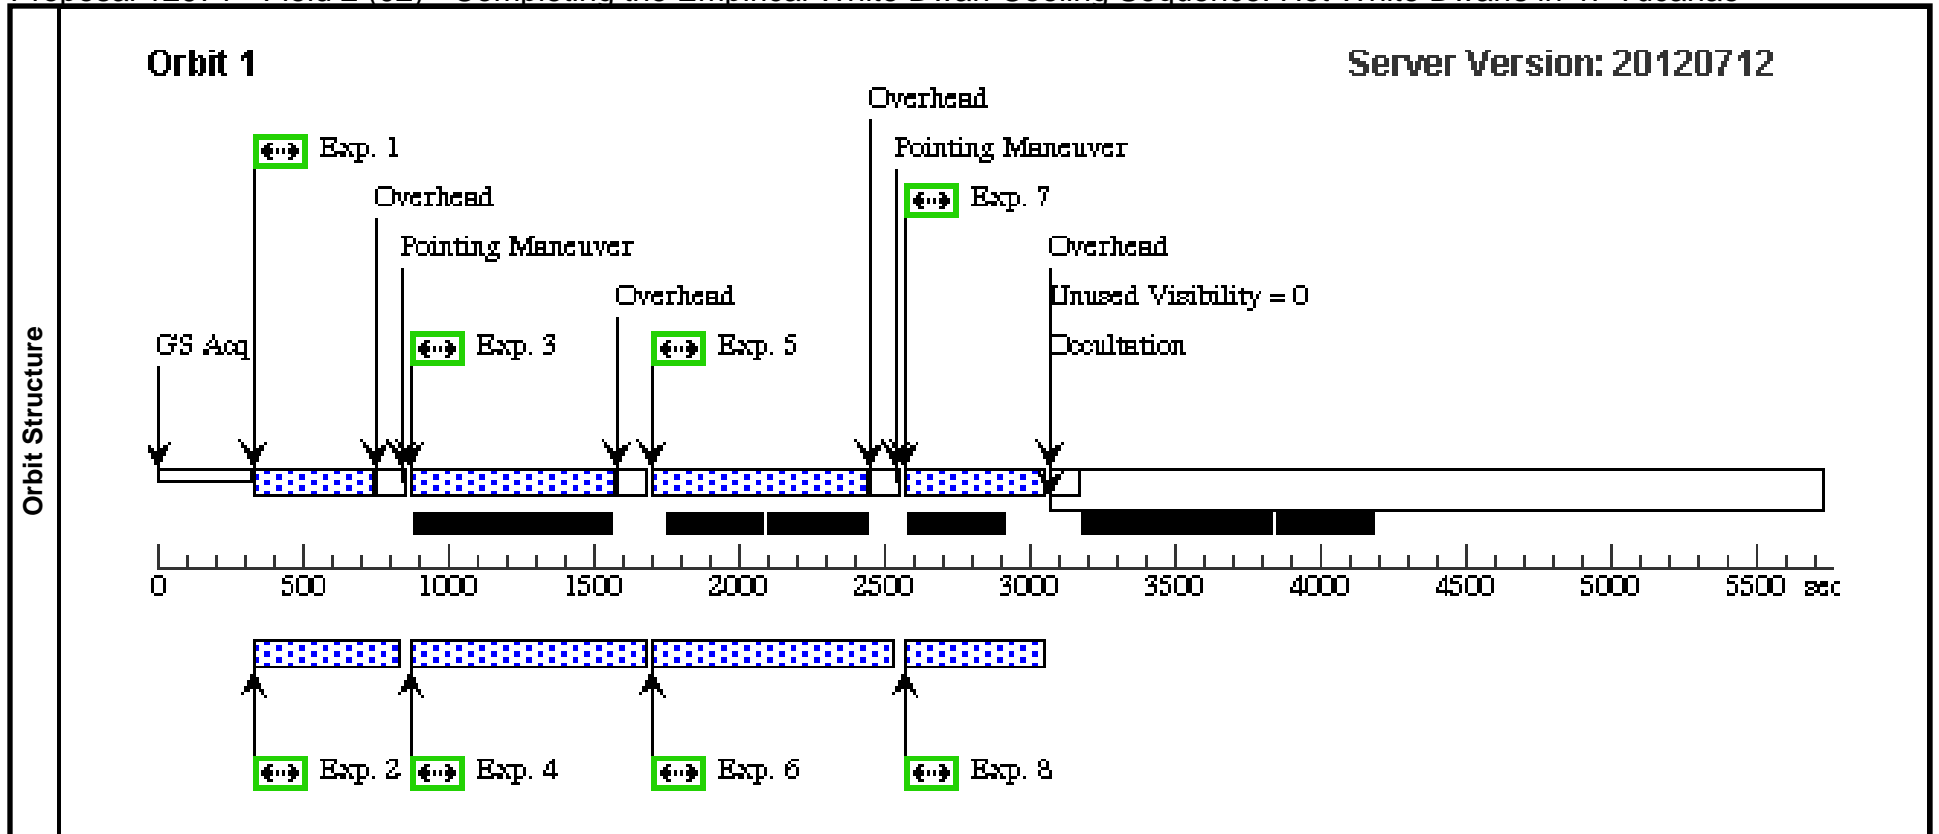 Orbit 1
Server Version: 20120712
Overhead
Exp. 1
Pointing Maneuver
Overhead
Exp. 7
Pointing Maneuver
Overhead
Overhead
Unused Visibility = 0
GS Acq
Exp. 3
Exp. 5
Occultation
Orbit Structure
0 500 1000 1500 2000 2500 3000 3500 4000 4500 5000 5500 sec
Exp. 2
Exp. 4
Exp. 6
Exp. 8